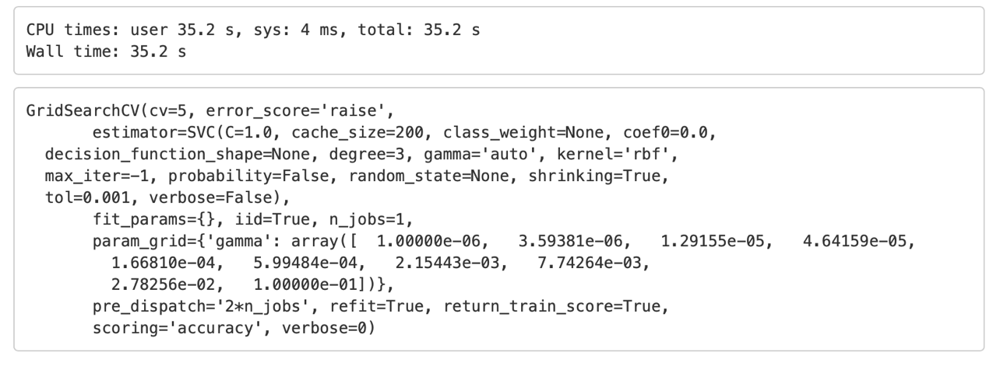 CPU times: user 35.2 s, sys: 4 ms, total: 35.2 s
Wall time: 35.2 s
GridSearchCV(cv=5, error_score='raise',
       estimator=SVC(C=1.0, cache_size=200, class_weight=None, coef0=0.0,
  decision_function_shape=None, degree=3, gamma='auto', kernel='rbf',
  max_iter=-1, probability=False, random_state=None, shrinking=True,
  tol=0.001, verbose=False),
       fit_params={}, iid=True, n_jobs=1,
       param_grid={'gamma': array([  1.00000e-06,   3.59381e-06,   1.29155e-05,   4.64159e-05,
         1.66810e-04,   5.99484e-04,   2.15443e-03,   7.74264e-03,
         2.78256e-02,   1.00000e-01])},
       pre_dispatch='2*n_jobs', refit=True, return_train_score=True,
       scoring='accuracy', verbose=0)